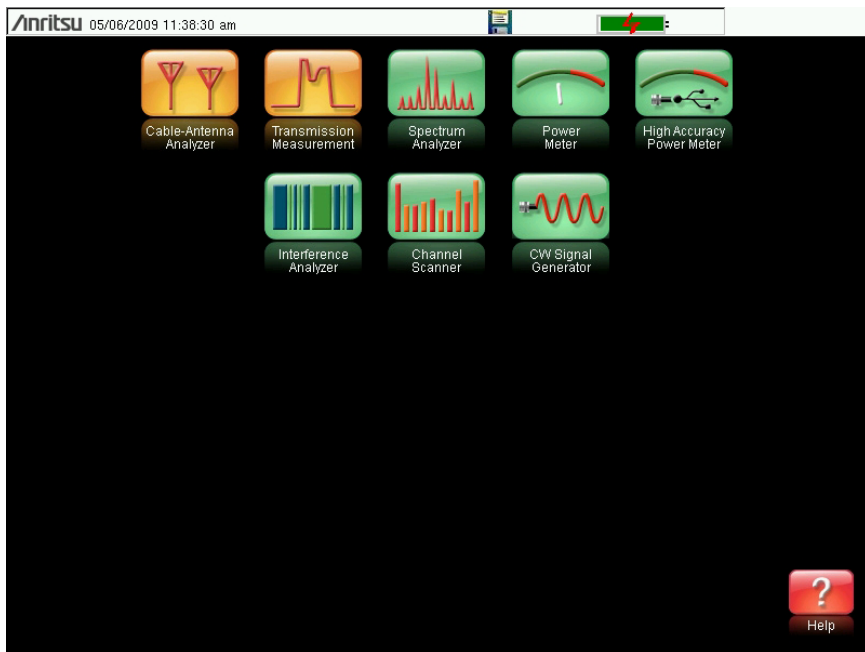 Anritsu 05/06/2009 11:38:30 am
Cable-Antenna
Analyzer
Transmission
Measurement
Spectrum
Analyzer
Power
Meter
High Accuracy
Power Meter
Interference
Analyzer
Channel
Scanner
CW Signal
Generator
?
Help